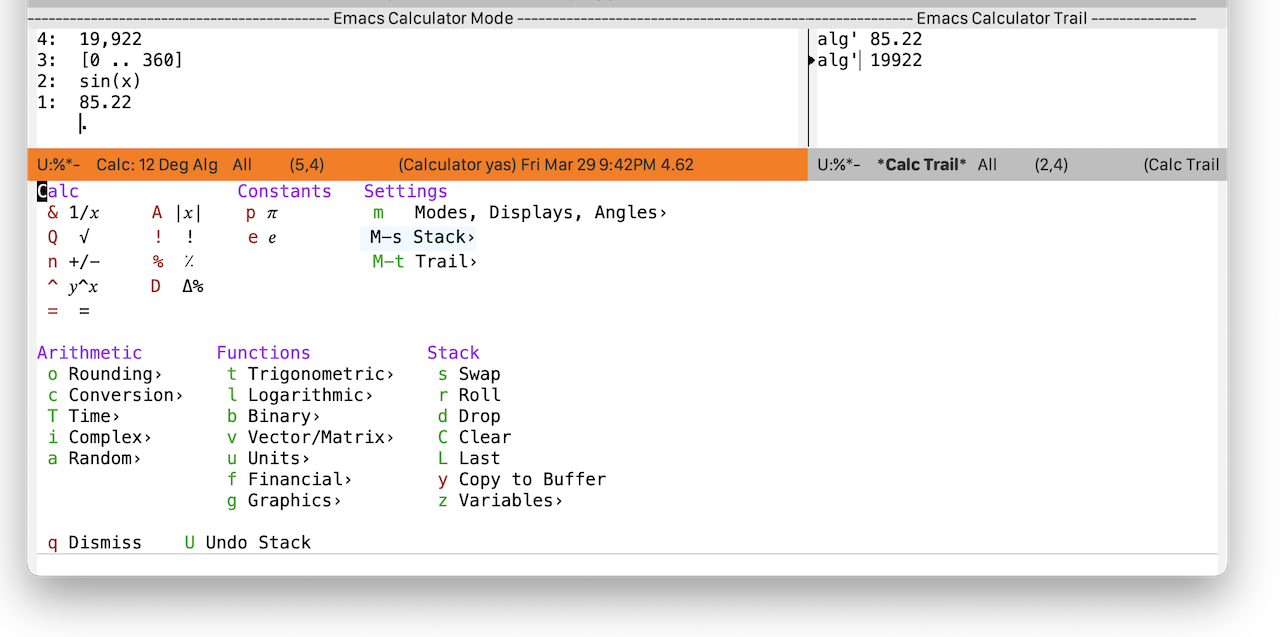 Emacs Calculator Mode
Emacs Calculator Trail
4:  19,922
3:  [0 .. 360]
2:  sin(x)
1:  85.22
.
alg' 85.22
alg' 19922
U:%*-  Calc: 12 Deg Alg  All  (5,4)  (Calculator yas) Fri Mar 29 9:42PM 4.62
U:%*-  *Calc Trail*  All  (2,4)  (Calc Trail
Calc  Constants  Settings
& 1/x  A |x|  p π  m  Modes, Displays, Angles›
Q √  ! !  e e  M-s Stack›
n +/-  % ٪  M-t Trail›
^ y^x  D Δ%
= =
Arithmetic  Functions  Stack
o Rounding›  t Trigonometric›  s Swap
c Conversion›  l Logarithmic›  r Roll
T Time›  b Binary›  d Drop
i Complex›  v Vector/Matrix›  C Clear
a Random›  u Units›  L Last
f Financial›  y Copy to Buffer
g Graphics›  z Variables›
q Dismiss  U Undo Stack